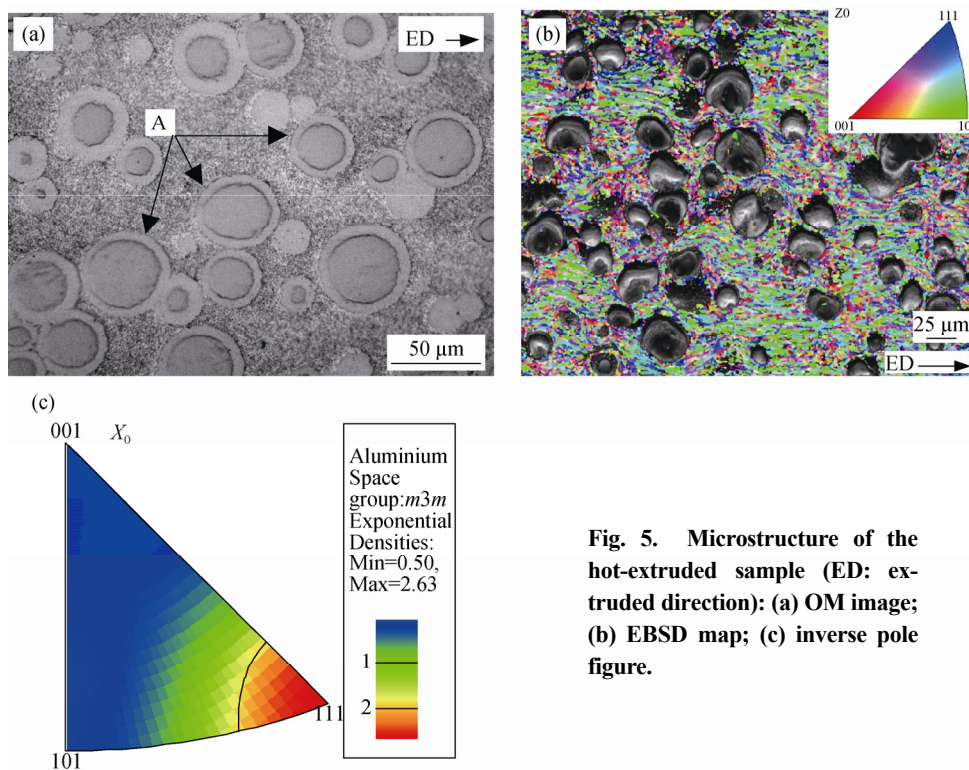 (a)
ED
A
50 μm
(b)
Z0
111
001
10
25 μm
ED
(c)
001
X0
111
101
Aluminium
Space
group:m3m
Exponential
Densities:
Min=0.50,
Max=2.63
1
2
Fig. 5. Microstructure of the
hot-extruded sample (ED: ex-
truded direction): (a) OM image;
(b) EBSD map; (c) inverse pole
figure.